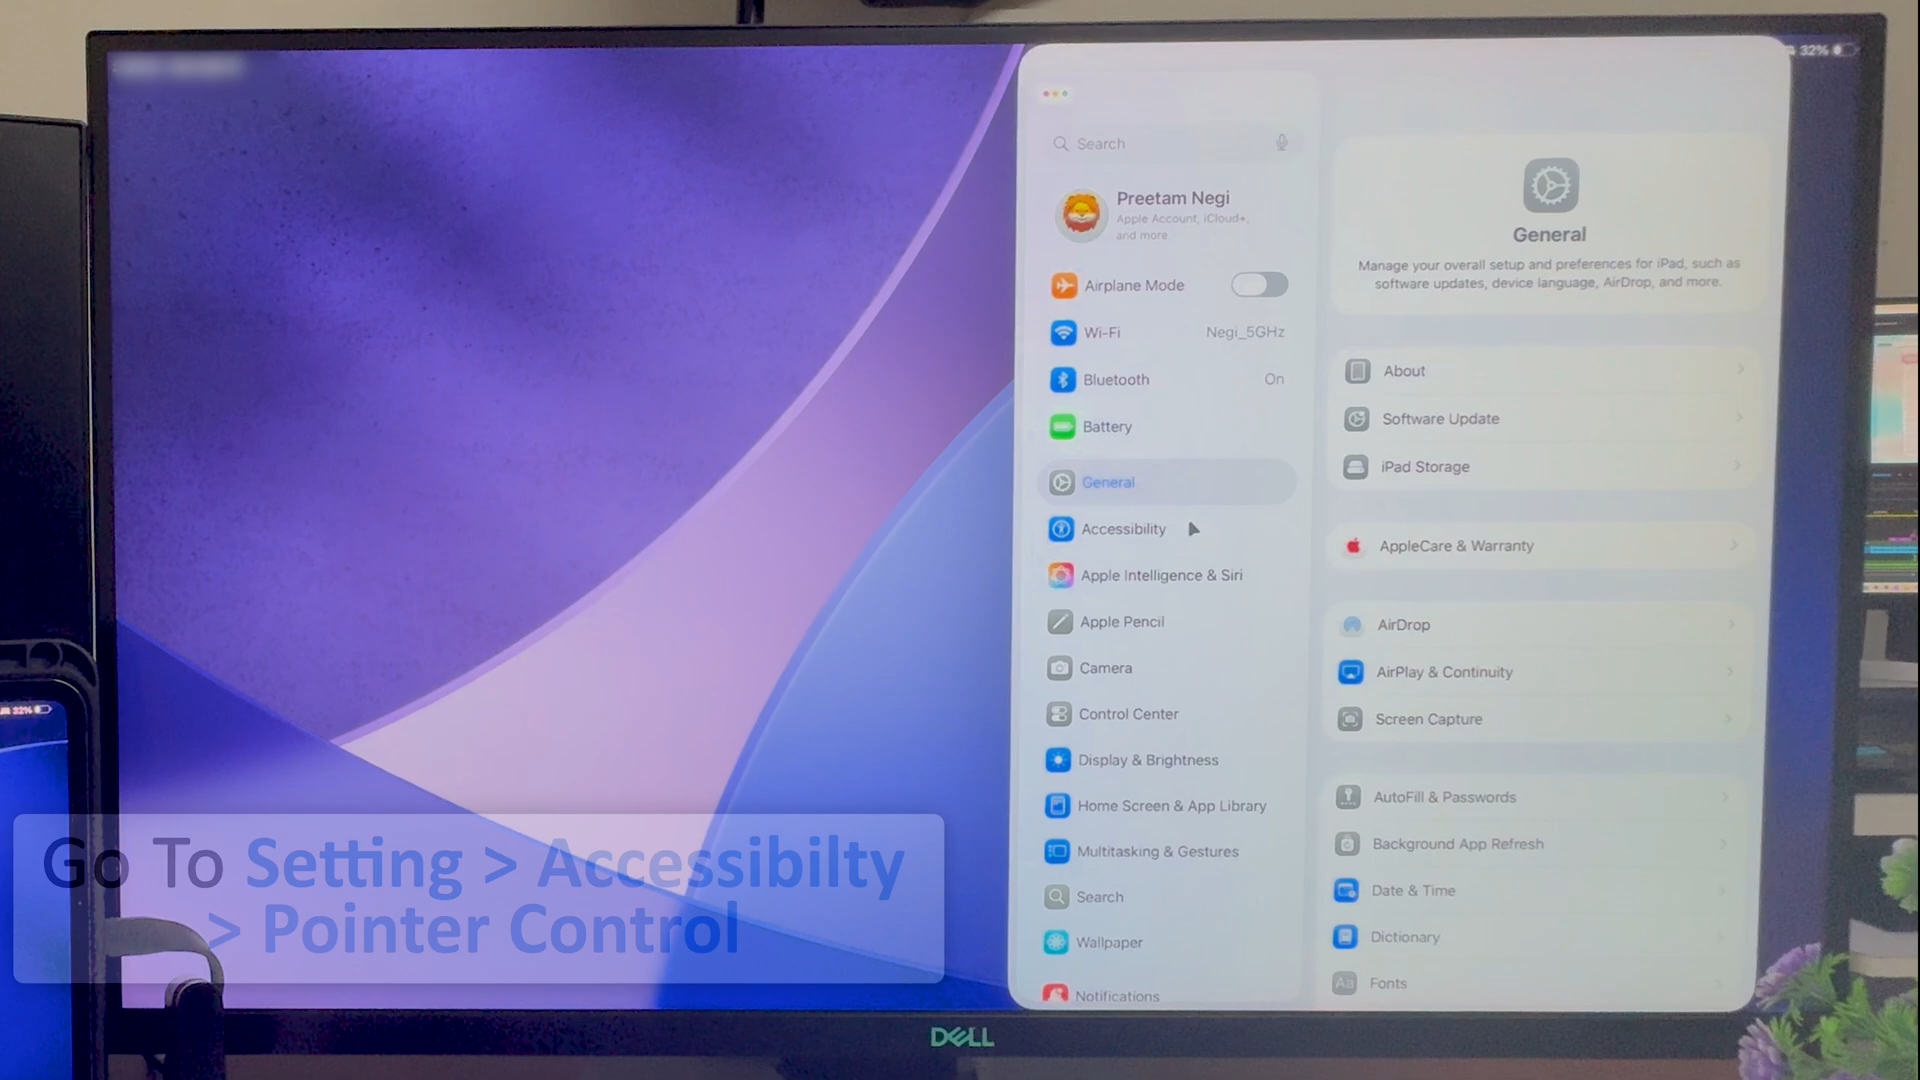 32%
Search
Preetam Negi
Apple Account, iCloud+,
and more
Airplane Mode
Wi-Fi Negi_5GHz
Bluetooth On
Battery
General
Accessibility
Apple Intelligence & Siri
Apple Pencil
Camera
Control Center
Display & Brightness
Home Screen & App Library
Multitasking & Gestures
Search
Wallpaper
Notifications
General
Manage your overall setup and preferences for iPad, such as
software updates, device language, AirDrop, and more.
About
Software Update
iPad Storage
AppleCare & Warranty
AirDrop
AirPlay & Continuity
Screen Capture
AutoFill & Passwords
Background App Refresh
Date & Time
Dictionary
Aa Fonts
32%
Go To Setting > Accessibilty
> Pointer Control
DELL